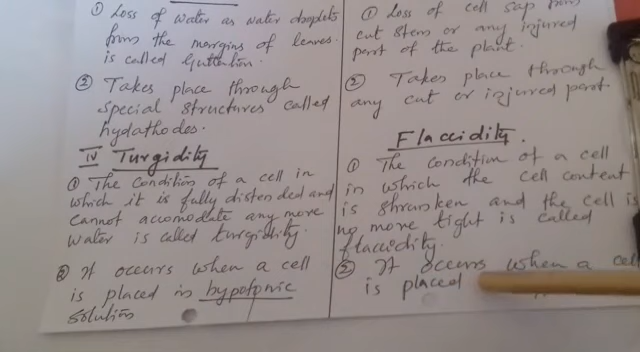 ① Loss of water as water droplets
from the margins of leaves.
is called Guttation.
② Takes place through
special structures called
hydathodes.
IV Turgidity
① The condition of a cell in
which it is fully distended and
cannot accomodate any more
water is called turgidity.
② It occurs when a cell
is placed in hypotonic
solution
① Loss of cell sap from
cut stem or any injured
part of the plant.
② Takes place through
any cut or injured part
Flaccidity.
① The condition of a cell
in which the cell content
is shrunken and the cell is
no more tight is called
flaccidity.
② It occurs when a cell
is placed